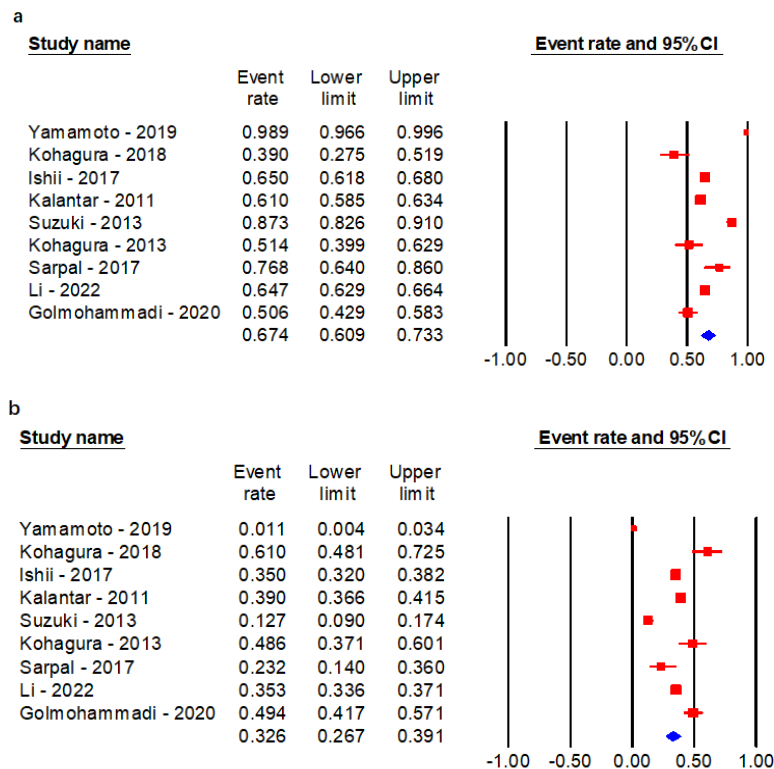 a
Study name Event rate and 95% CI
Event Lower Upper
rate limit limit
Yamamoto - 2019 0.989 0.966 0.996
Kohagura - 2018 0.390 0.275 0.519
Ishii - 2017 0.650 0.618 0.680
Kalantar - 2011 0.610 0.585 0.634
Suzuki - 2013 0.873 0.826 0.910
Kohagura - 2013 0.514 0.399 0.629
Sarpal - 2017 0.768 0.640 0.860
Li - 2022 0.647 0.629 0.664
Golmohammadi - 2020 0.506 0.429 0.583
0.674 0.609 0.733
-1.00 -0.50 0.00 0.50 1.00
b
Study name Event rate and 95% CI
Event Lower Upper
rate limit limit
Yamamoto - 2019 0.011 0.004 0.034
Kohagura - 2018 0.610 0.481 0.725
Ishii - 2017 0.350 0.320 0.382
Kalantar - 2011 0.390 0.366 0.415
Suzuki - 2013 0.127 0.090 0.174
Kohagura - 2013 0.486 0.371 0.601
Sarpal - 2017 0.232 0.140 0.360
Li - 2022 0.353 0.336 0.371
Golmohammadi - 2020 0.494 0.417 0.571
0.326 0.267 0.391
-1.00 -0.50 0.00 0.50 1.00